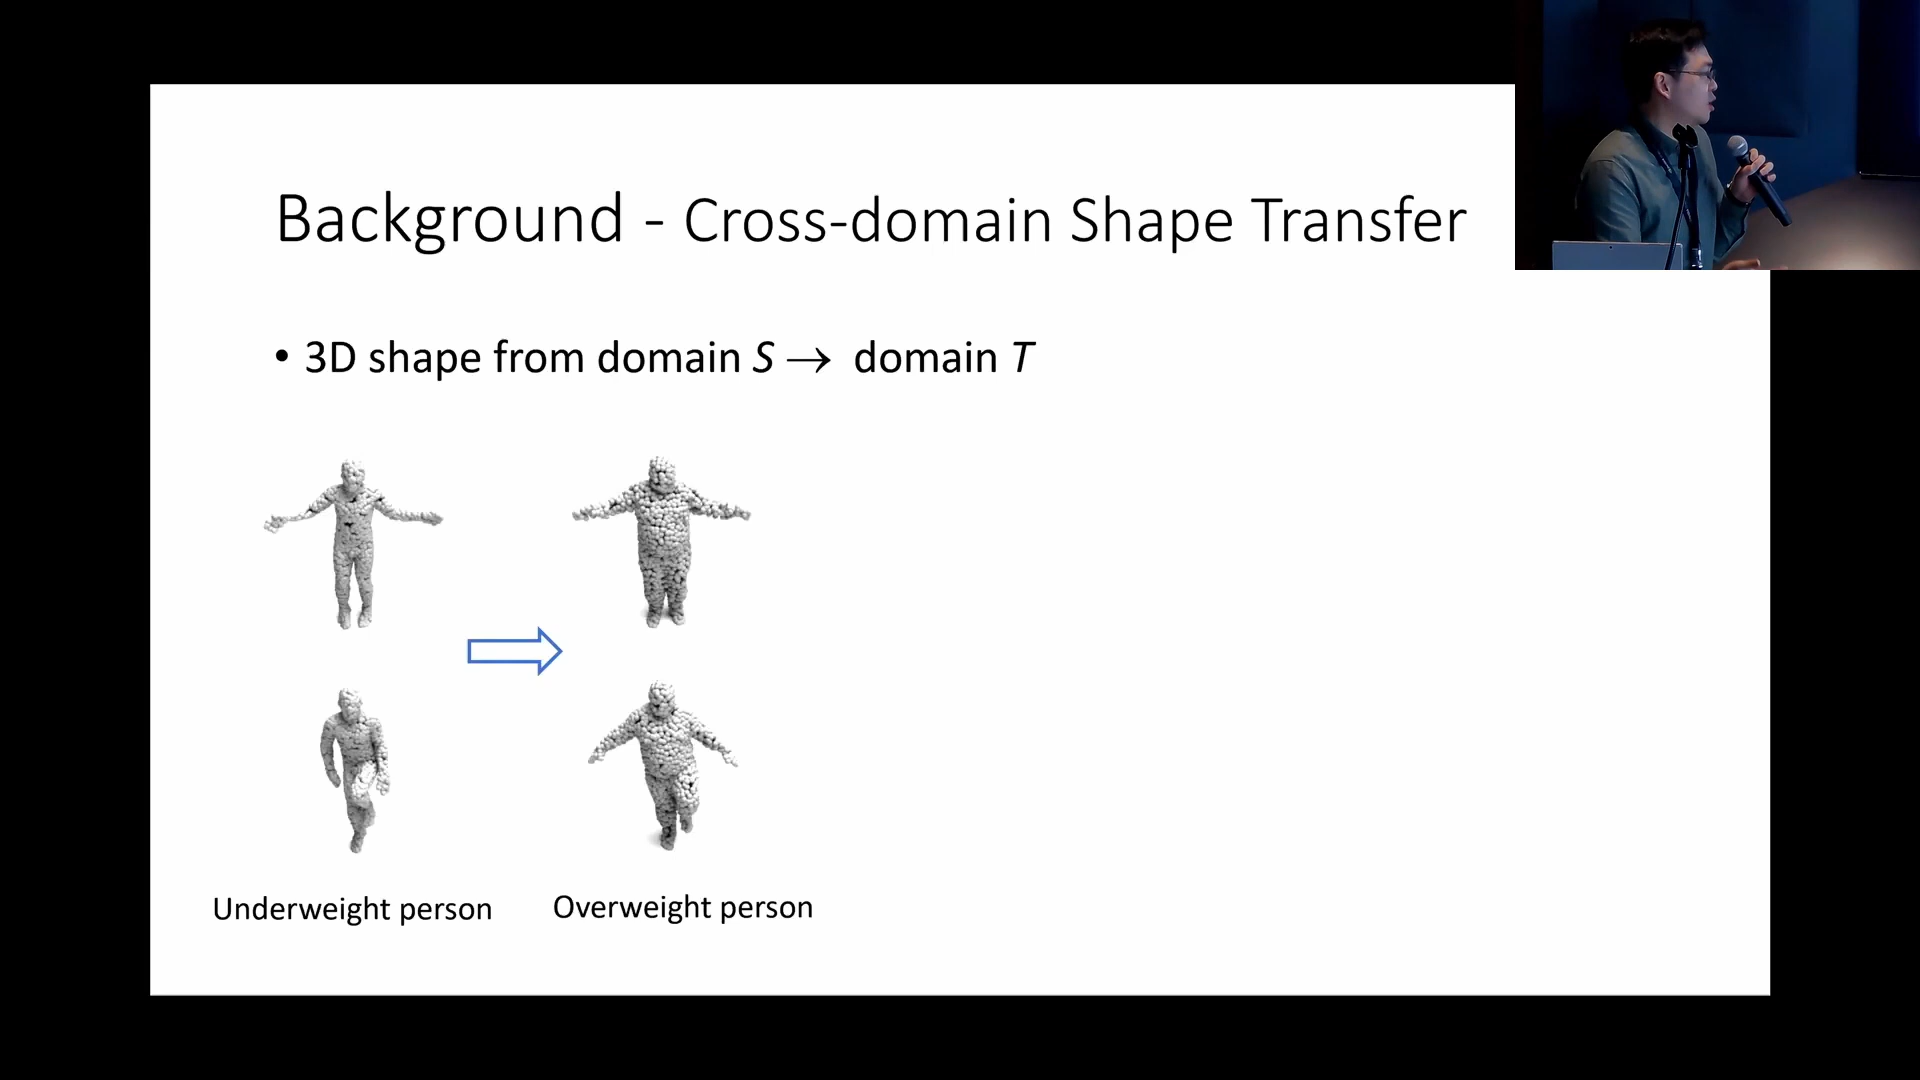 Background - Cross-domain Shape Transfer
• 3D shape from domain S → domain T
Underweight person
Overweight person